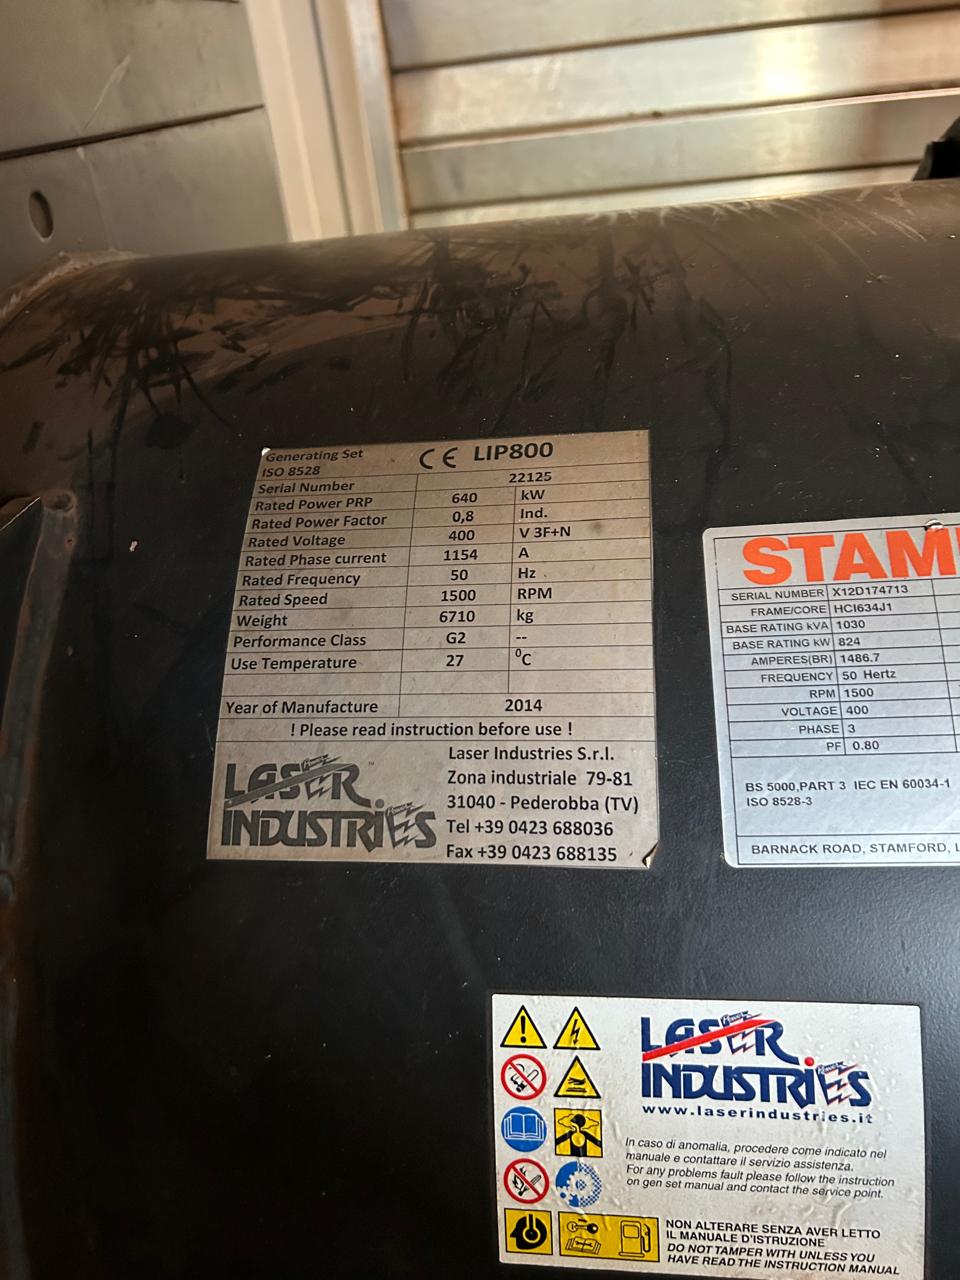 Generating Set
ISO 8528
CE LIP800
Serial Number 22125
Rated Power PRP 640 kW
Rated Power Factor 0,8 Ind.
Rated Voltage 400 V 3F+N
Rated Phase current 1154 A
Rated Frequency 50 Hz
Rated Speed 1500 RPM
Weight 6710 kg
Performance Class G2 --
Use Temperature 27 ⁰C
Year of Manufacture 2014
! Please read instruction before use !
LASER INDUSTRIES
Laser Industries S.r.l.
Zona industriale 79-81
31040 - Pederobba (TV)
Tel +39 0423 688036
Fax +39 0423 688135
STAM
SERIAL NUMBER X12D174713
FRAME/CORE HCI634J1
BASE RATING kVA 1030
BASE RATING kW 824
AMPERES(BR) 1486.7
FREQUENCY 50 Hertz
RPM 1500
VOLTAGE 400
PHASE 3
PF 0.80
BS 5000,PART 3 IEC EN 60034-1
ISO 8528-3
BARNACK ROAD, STAMFORD, L
LASER
INDUSTRIES
www.laserindustries.it
In caso di anomalia, procedere come indicato nel
manuale e contattare il servizio assistenza.
For any problems fault please follow the instruction
on gen set manual and contact the service point.
NON ALTERARE SENZA AVER LETTO
IL MANUALE D'ISTRUZIONE
DO NOT TAMPER WITH UNLESS YOU
HAVE READ THE INSTRUCTION MANUAL